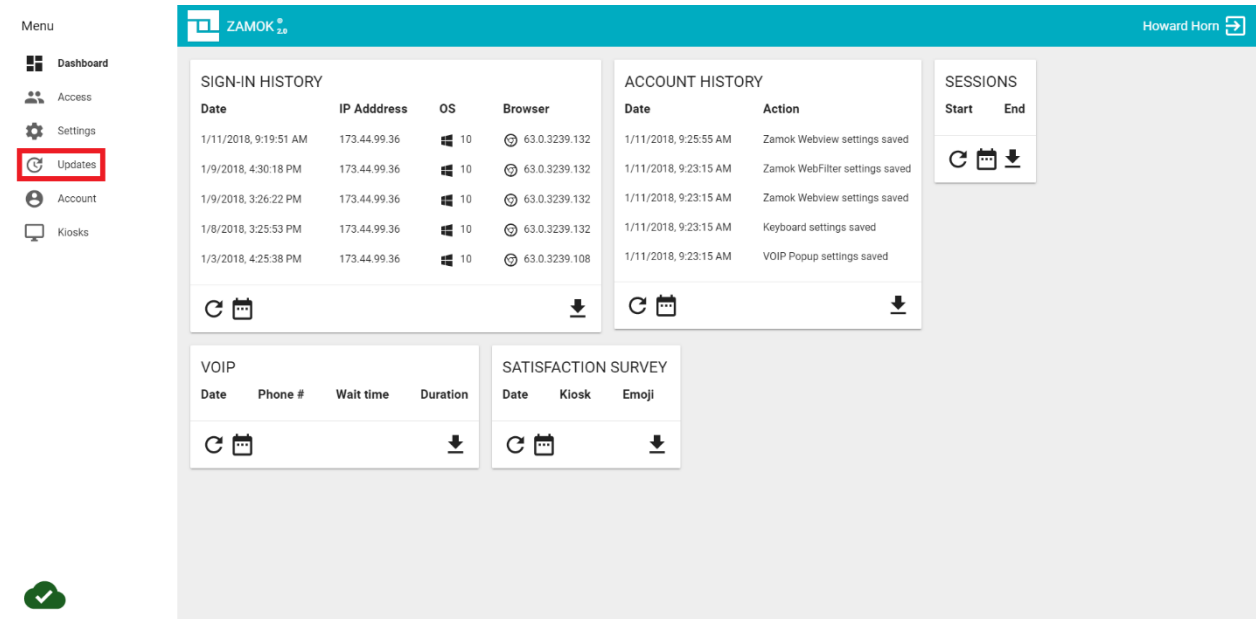 Menu
Dashboard
Access
Settings
Updates
Account
Kiosks
ZAMOK ® 2.0
Howard Horn
SIGN-IN HISTORY
Date IP Adddress OS Browser
1/11/2018, 9:19:51 AM 173.44.99.36 10 63.0.3239.132
1/9/2018, 4:30:18 PM 173.44.99.36 10 63.0.3239.132
1/9/2018, 3:26:22 PM 173.44.99.36 10 63.0.3239.132
1/8/2018, 3:25:53 PM 173.44.99.36 10 63.0.3239.132
1/3/2018, 4:25:38 PM 173.44.99.36 10 63.0.3239.108
ACCOUNT HISTORY
Date Action
1/11/2018, 9:25:55 AM Zamok Webview settings saved
1/11/2018, 9:23:15 AM Zamok WebFilter settings saved
1/11/2018, 9:23:15 AM Zamok Webview settings saved
1/11/2018, 9:23:15 AM Keyboard settings saved
1/11/2018, 9:23:15 AM VOIP Popup settings saved
SESSIONS
Start End
VOIP
Date Phone # Wait time Duration
SATISFACTION SURVEY
Date Kiosk Emoji